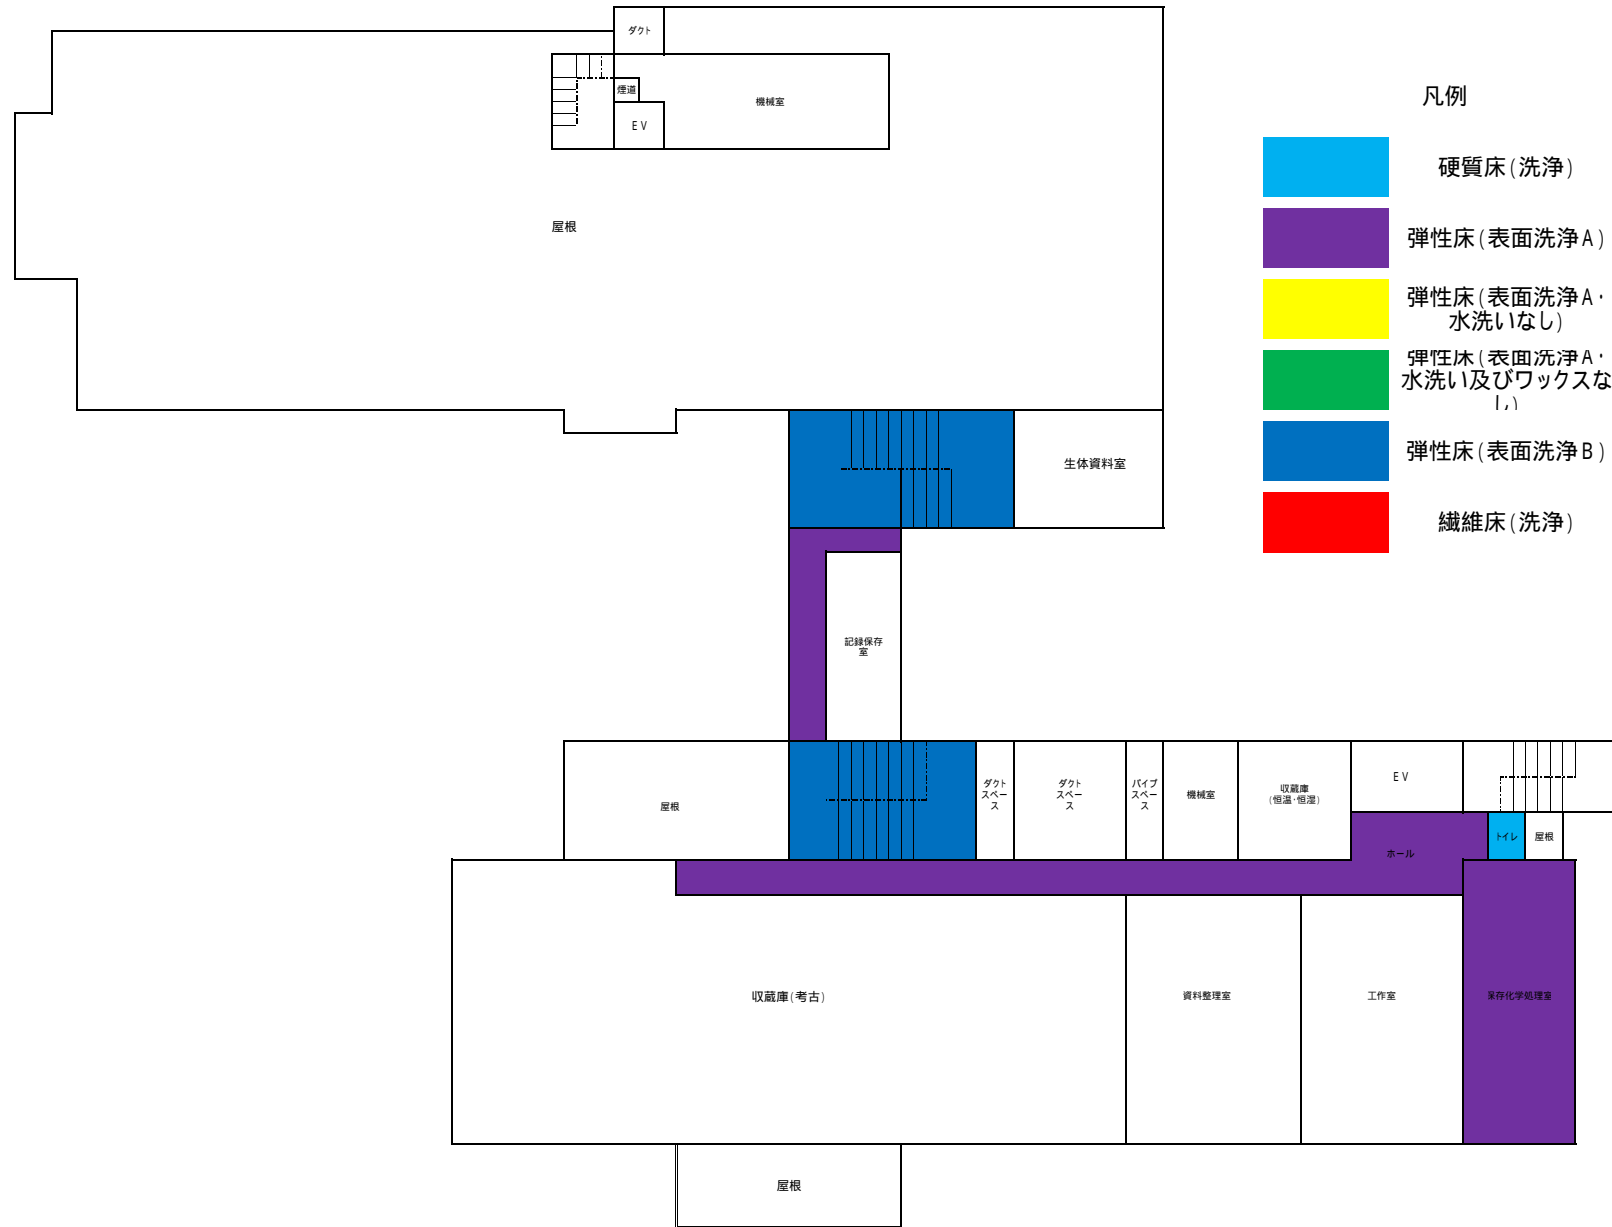 ダクト
煙道
機械室
EV
屋根
凡例
硬質床(洗浄)
弾性床(表面洗浄A)
弾性床(表面洗浄A・
水洗いなし)
弾性床(表面洗浄A・
水洗い及びワックスな
し)
弾性床(表面洗浄B)
繊維床(洗浄)
生体資料室
記録保存
室
屋根
ダクト
スペー
ス
ダクト
スペー
ス
パイプ
スペー
ス
機械室
収蔵庫
(恒温・恒湿)
EV
トイレ
屋根
ホール
収蔵庫(考古)
資料整理室
工作室
保存化学処理室
屋根